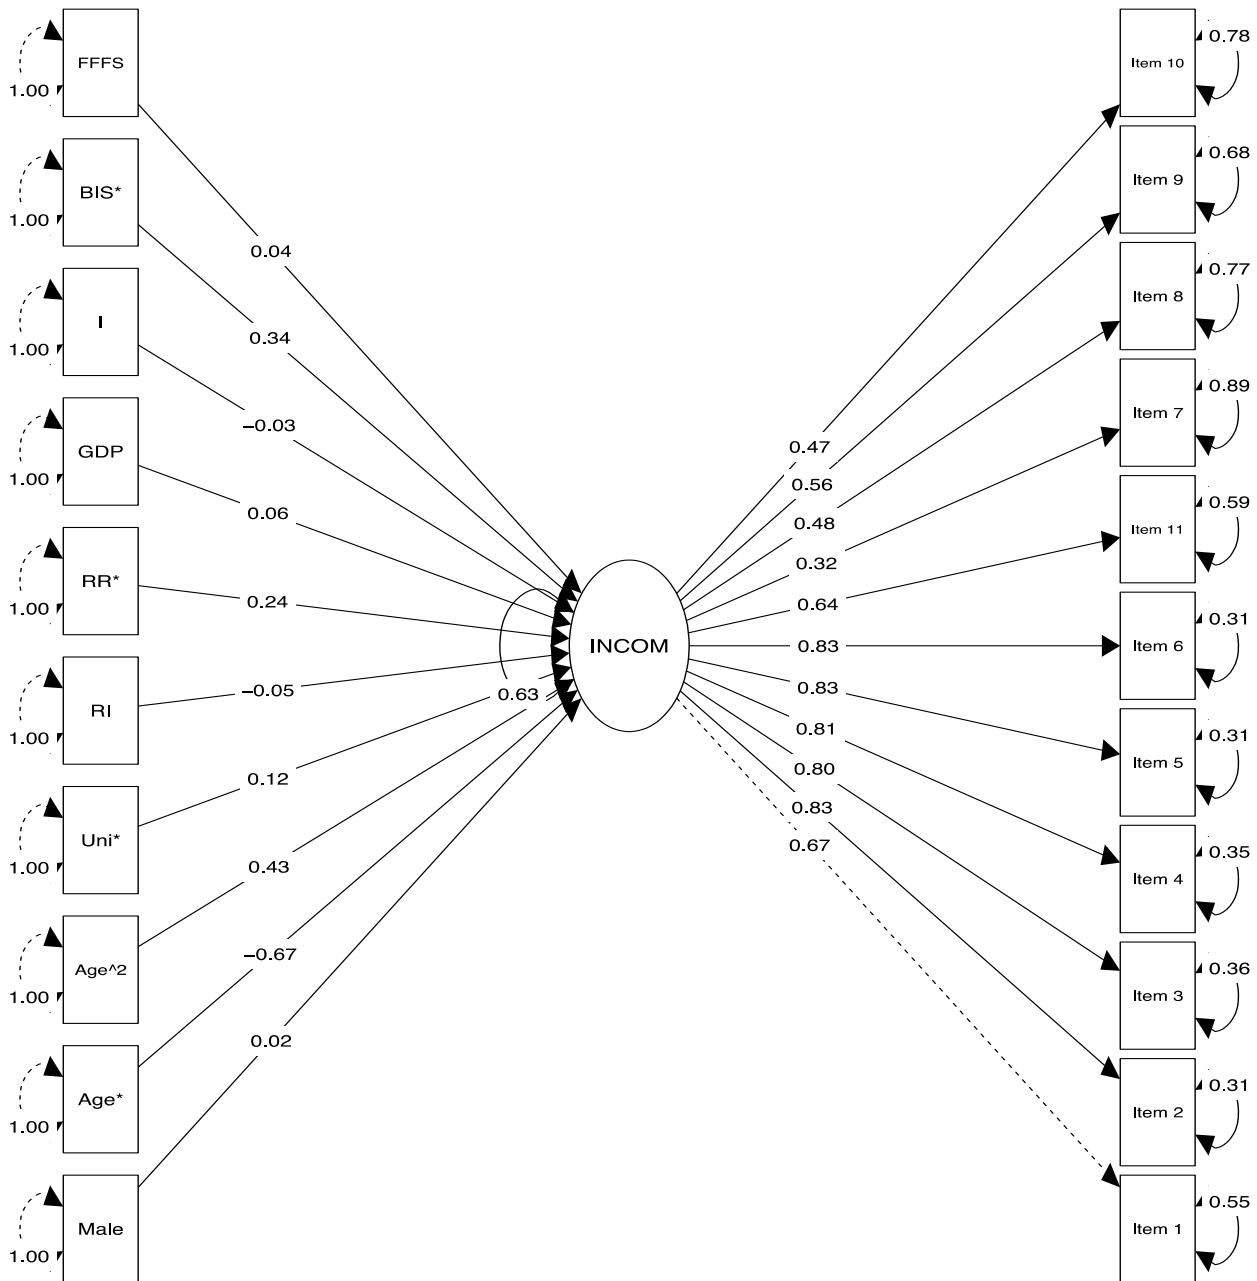 FFFS
1.00
BIS*
1.00
I
1.00
GDP
1.00
RR*
1.00
RI
1.00
Uni*
1.00
Age^2
1.00
Age*
1.00
Male
1.00
0.04
0.34
−0.03
0.06
0.24
−0.05
0.12
0.43
−0.67
0.02
0.63
INCOM
0.47
0.56
0.48
0.32
0.64
0.83
0.83
0.81
0.80
0.83
0.67
Item 10
0.78
Item 9
0.68
Item 8
0.77
Item 7
0.89
Item 11
0.59
Item 6
0.31
Item 5
0.31
Item 4
0.35
Item 3
0.36
Item 2
0.31
Item 1
0.55